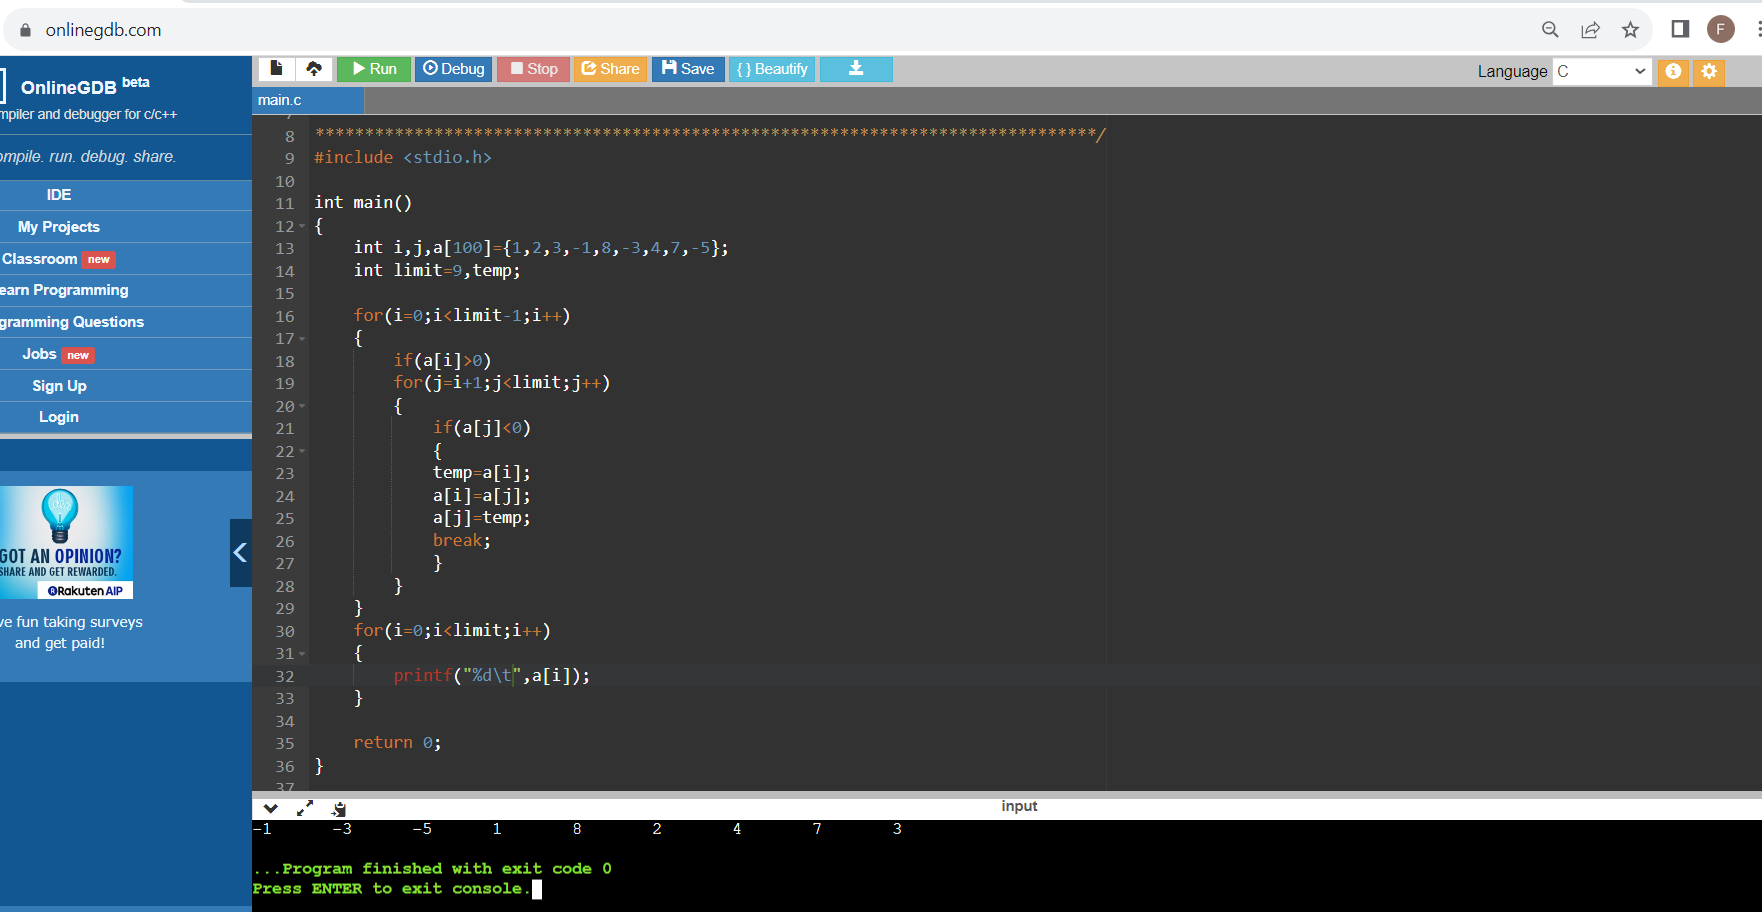 onlinegdb.com
F
OnlineGDB beta
mpiler and debugger for c/c++
ompile. run. debug. share.
IDE
My Projects
Classroom new
earn Programming
gramming Questions
Jobs new
Sign Up
Login
GOT AN OPINION?
SHARE AND GET REWARDED.
Rakuten AIP
ve fun taking surveys
and get paid!
Run Debug Stop Share Save {} Beautify
Language C
main.c
8 *******************************************************************************/
9 #include <stdio.h>
10
11 int main()
12 {
13     int i,j,a[100]={1,2,3,-1,8,-3,4,7,-5};
14     int limit=9,temp;
15
16     for(i=0;i<limit-1;i++)
17     {
18         if(a[i]>0)
19         for(j=i+1;j<limit;j++)
20         {
21             if(a[j]<0)
22             {
23             temp=a[i];
24             a[i]=a[j];
25             a[j]=temp;
26             break;
27             }
28         }
29     }
30     for(i=0;i<limit;i++)
31     {
32         printf("%d\t",a[i]);
33     }
34
35     return 0;
36 }
37
input
-1 -3 -5 1 8 2 4 7 3
...Program finished with exit code 0
Press ENTER to exit console.